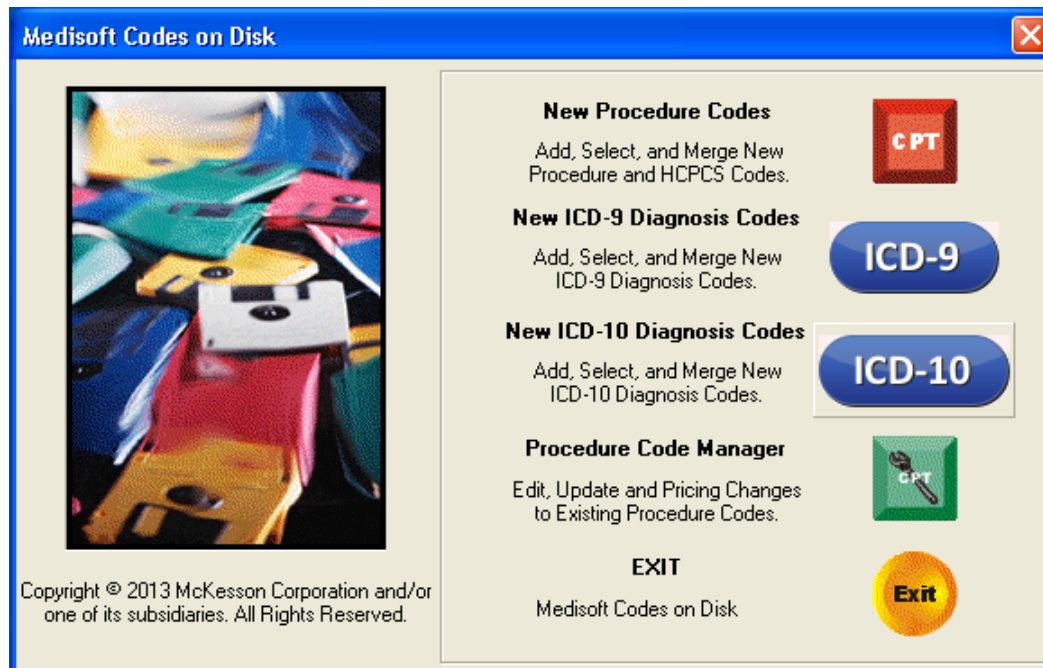 Medisoft Codes on Disk
New Procedure Codes
CPT
Add, Select, and Merge New
Procedure and HCPCS Codes.
New ICD-9 Diagnosis Codes
ICD-9
Add, Select, and Merge New
ICD-9 Diagnosis Codes.
New ICD-10 Diagnosis Codes
ICD-10
Add, Select, and Merge New
ICD-10 Diagnosis Codes.
Procedure Code Manager
CPT
Edit, Update and Pricing Changes
to Existing Procedure Codes.
EXIT
Exit
Medisoft Codes on Disk
Copyright © 2013 McKesson Corporation and/or
one of its subsidiaries. All Rights Reserved.